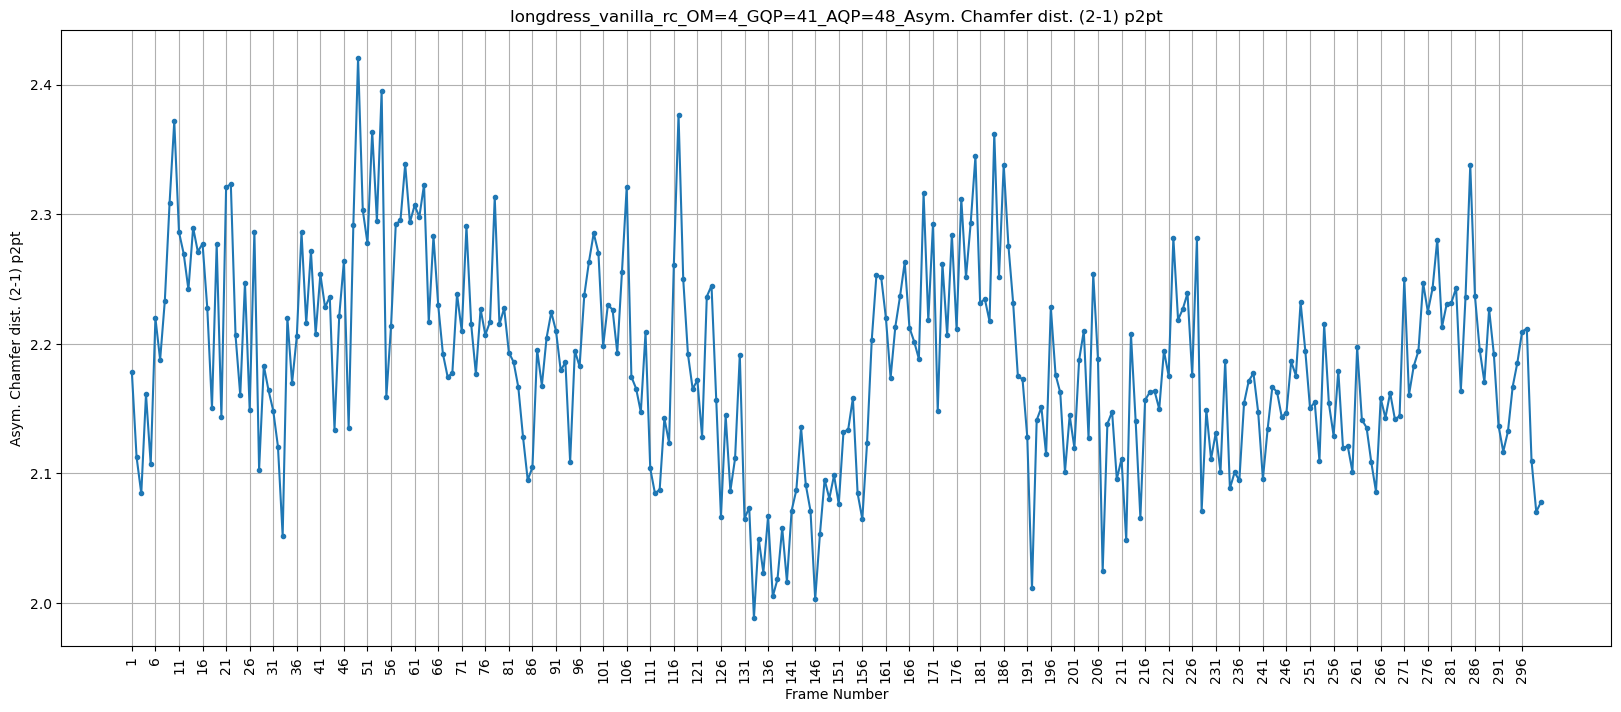 longdress_vanilla_rc_OM=4_GQP=41_AQP=48_Asym. Chamfer dist. (2-1) p2pt
Asym. Chamfer dist. (2-1) p2pt
2.4
2.3
2.2
2.1
2.0
1 6 11 16 21 26 31 36 41 46 51 56 61 66 71 76 81 86 91 96 101 106 111 116 121 126 131 136 141 146 151 156 161 166 171 176 181 186 191 196 201 206 211 216 221 226 231 236 241 246 251 256 261 266 271 276 281 286 291 296
Frame Number